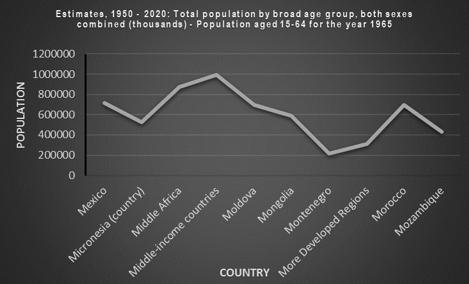 Estimates, 1950 - 2020: Total population by broad age group, both sexes
combined (thousands) - Population aged 15-64 for the year 1965
POPULATION
1200000
1000000
800000
600000
400000
200000
0
Mexico
Micronesia (country)
Middle Africa
Middle-income countries
Moldova
Mongolia
Montenegro
More Developed Regions
Morocco
Mozambique
COUNTRY